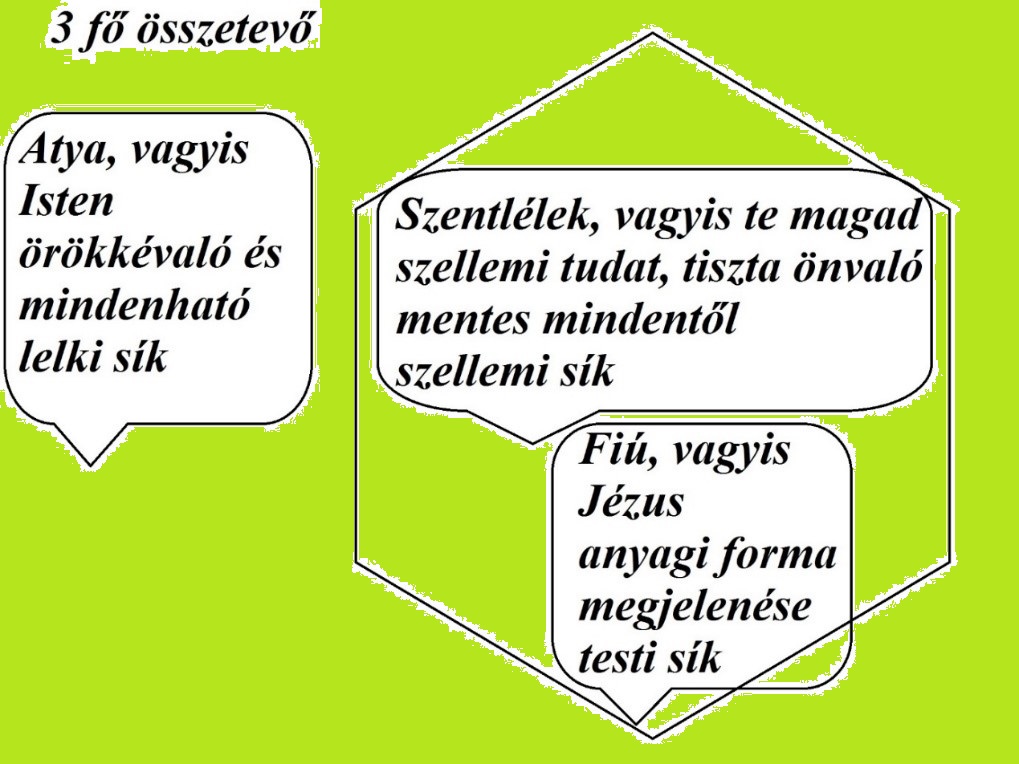 3 fő összetevő
Atya, vagyis
Isten
örökkévaló és
mindenható
lelki sík
Szentlélek, vagyis te magad
szellemi tudat, tiszta önvaló
mentes mindentől
szellemi sík
Fiú, vagyis
Jézus
anyagi forma
megjelenése
testi sík